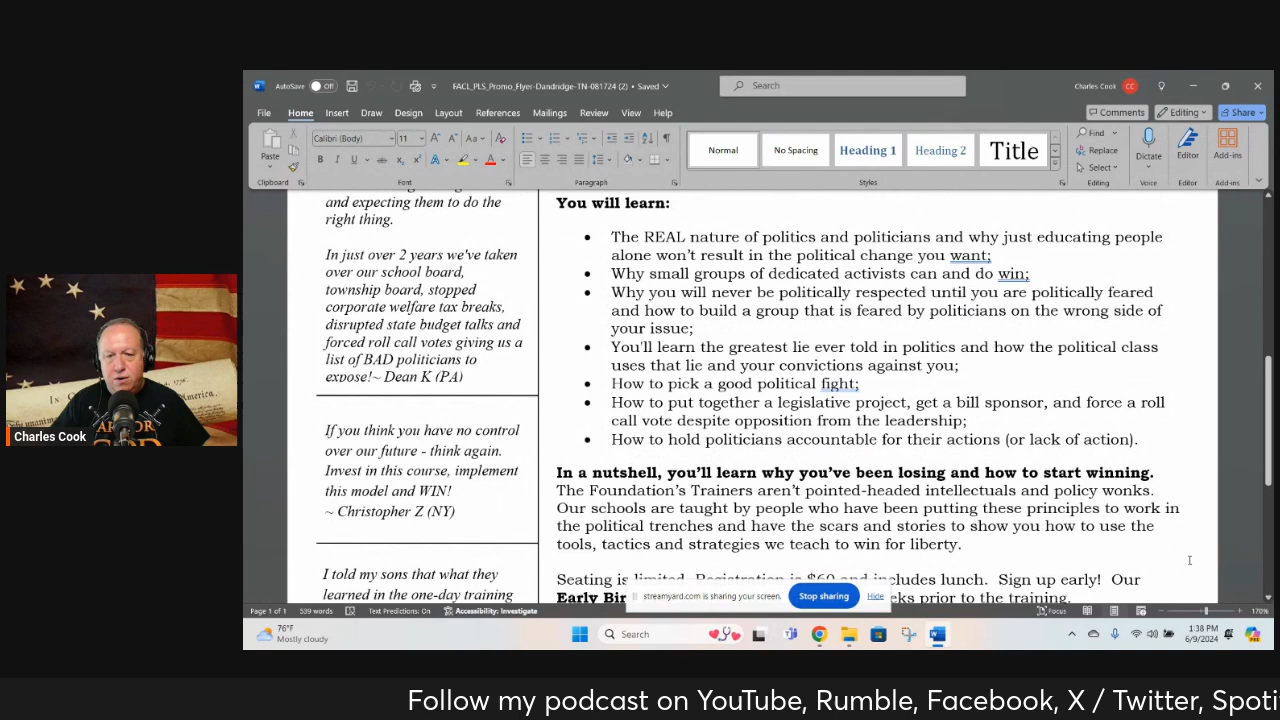 AutoSave Off FACL_PLS_Promo_Flyer-Dandridge-TN-081724 (2) • Saved Search Charles Cook CC
File Home Insert Draw Design Layout References Mailings Review View Help Comments Editing Share
Paste Calibri (Body) 11 Normal No Spacing Heading 1 Heading 2 Title Find Replace Select Dictate Editor Add-ins
Clipboard Font Paragraph Styles Editing Voice Editor Add-ins
and expecting them to do the
right thing.
In just over 2 years we've taken
over our school board,
township board, stopped
corporate welfare tax breaks,
disrupted state budget talks and
forced roll call votes giving us a
list of BAD politicians to
expose!~ Dean K (PA)
If you think you have no control
over our future - think again.
Invest in this course, implement
this model and WIN!
~ Christopher Z (NY)
I told my sons that what they
learned in the one-day training
You will learn:
• The REAL nature of politics and politicians and why just educating people
alone won't result in the political change you want;
• Why small groups of dedicated activists can and do win;
• Why you will never be politically respected until you are politically feared
and how to build a group that is feared by politicians on the wrong side of
your issue;
• You'll learn the greatest lie ever told in politics and how the political class
uses that lie and your convictions against you;
• How to pick a good political fight;
• How to put together a legislative project, get a bill sponsor, and force a roll
call vote despite opposition from the leadership;
• How to hold politicians accountable for their actions (or lack of action).
In a nutshell, you'll learn why you've been losing and how to start winning.
The Foundation's Trainers aren't pointed-headed intellectuals and policy wonks.
Our schools are taught by people who have been putting these principles to work in
the political trenches and have the scars and stories to show you how to use the
tools, tactics and strategies we teach to win for liberty.
Seating is limited. Registration is $60 and includes lunch. Sign up early! Our
Early Bir eks prior to the training.
streamyard.com is sharing your screen. Stop sharing Hide
Page 1 of 1 539 words Text Predictions: On Accessibility: Investigate Focus 170%
76°F
Mostly cloudy
Search
1:38 PM
6/9/2024
Charles Cook
Follow my podcast on YouTube, Rumble, Facebook, X / Twitter, Spoti